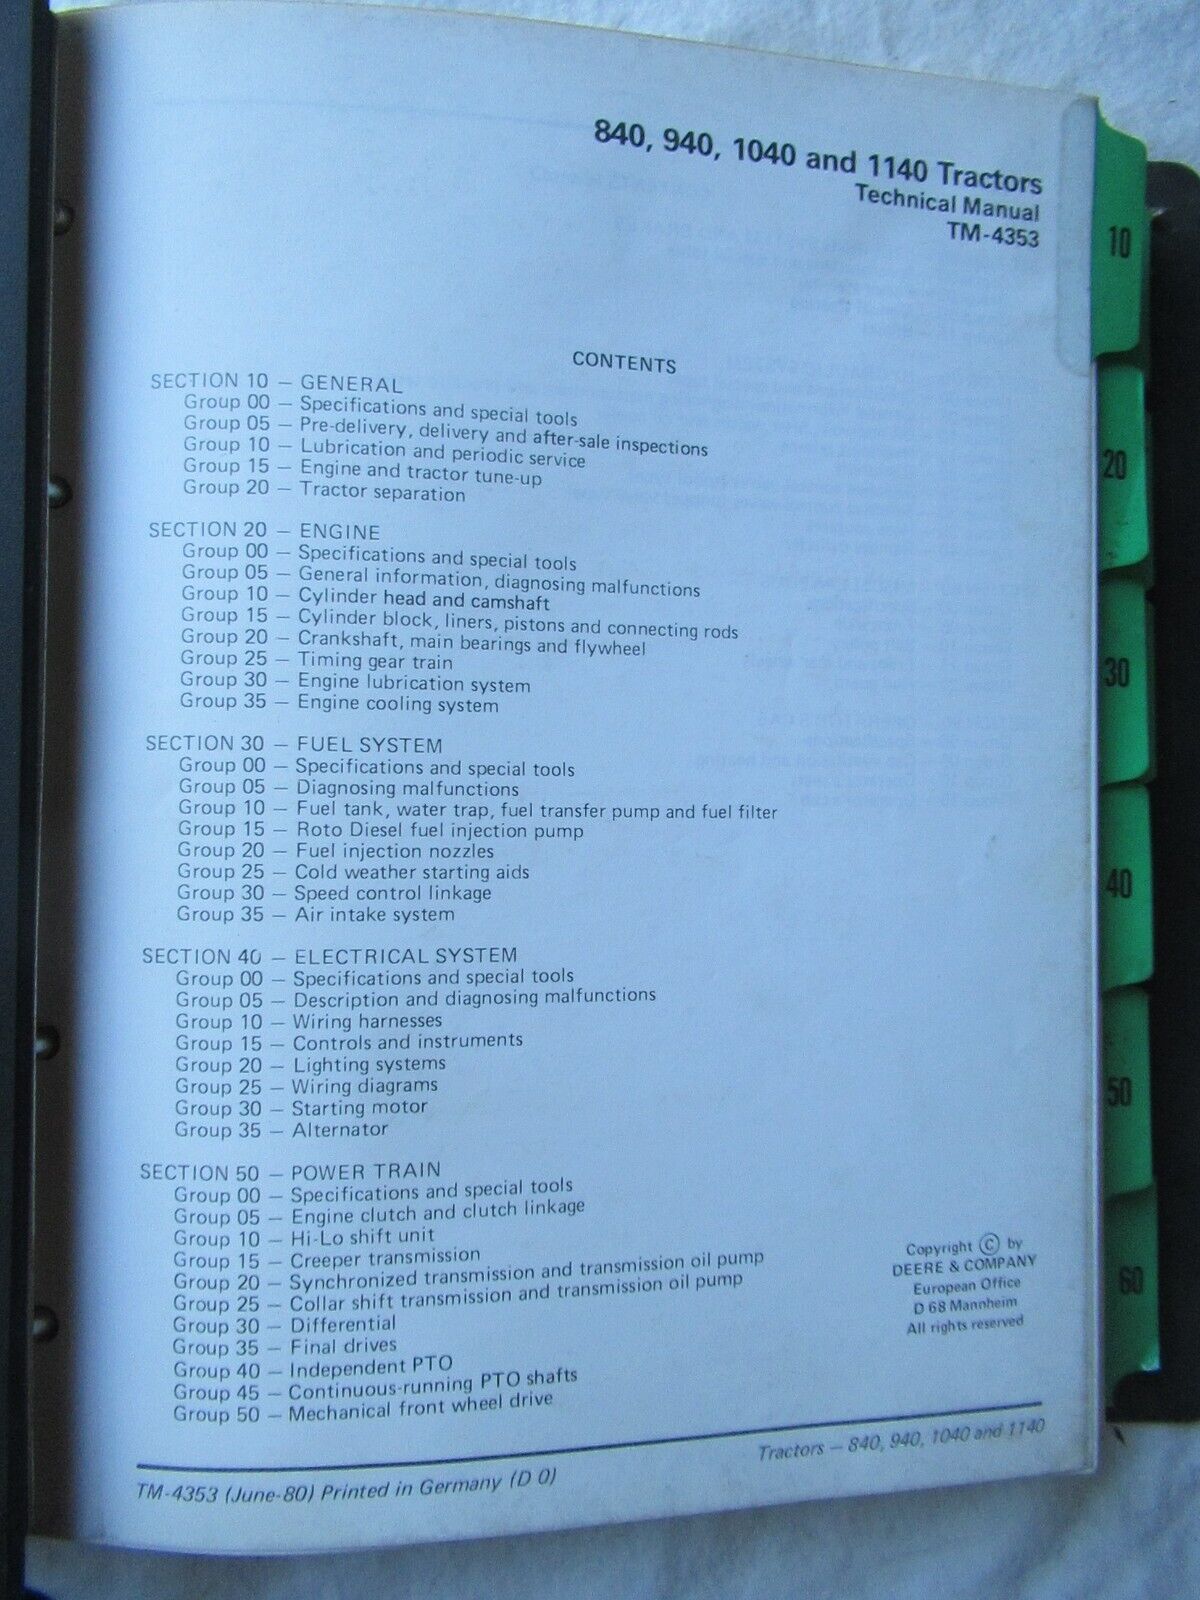 840, 940, 1040 and 1140 Tractors
Technical Manual
TM-4353
CONTENTS
SECTION 10 — GENERAL
Group 00 — Specifications and special tools
Group 05 — Pre-delivery, delivery and after-sale inspections
Group 10 — Lubrication and periodic service
Group 15 — Engine and tractor tune-up
Group 20 — Tractor separation
SECTION 20 — ENGINE
Group 00 — Specifications and special tools
Group 05 — General information, diagnosing malfunctions
Group 10 — Cylinder head and camshaft
Group 15 — Cylinder block, liners, pistons and connecting rods
Group 20 — Crankshaft, main bearings and flywheel
Group 25 — Timing gear train
Group 30 — Engine lubrication system
Group 35 — Engine cooling system
SECTION 30 — FUEL SYSTEM
Group 00 — Specifications and special tools
Group 05 — Diagnosing malfunctions
Group 10 — Fuel tank, water trap, fuel transfer pump and fuel filter
Group 15 — Roto Diesel fuel injection pump
Group 20 — Fuel injection nozzles
Group 25 — Cold weather starting aids
Group 30 — Speed control linkage
Group 35 — Air intake system
SECTION 40 — ELECTRICAL SYSTEM
Group 00 — Specifications and special tools
Group 05 — Description and diagnosing malfunctions
Group 10 — Wiring harnesses
Group 15 — Controls and instruments
Group 20 — Lighting systems
Group 25 — Wiring diagrams
Group 30 — Starting motor
Group 35 — Alternator
SECTION 50 — POWER TRAIN
Group 00 — Specifications and special tools
Group 05 — Engine clutch and clutch linkage
Group 10 — Hi-Lo shift unit
Group 15 — Creeper transmission
Group 20 — Synchronized transmission and transmission oil pump
Group 25 — Collar shift transmission and transmission oil pump
Group 30 — Differential
Group 35 — Final drives
Group 40 — Independent PTO
Group 45 — Continuous-running PTO shafts
Group 50 — Mechanical front wheel drive
Copyright © by
DEERE & COMPANY
European Office
D 68 Mannheim
All rights reserved
TM-4353 (June-80) Printed in Germany (D 0)
Tractors — 840, 940, 1040 and 1140
10
20
30
40
50
60